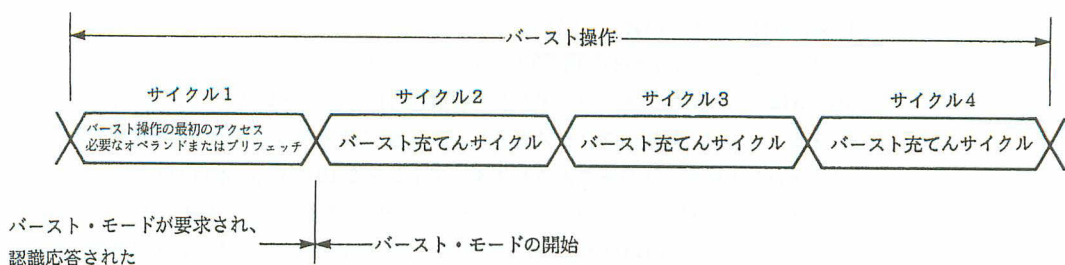 バースト操作
サイクル1
サイクル2
サイクル3
サイクル4
バースト操作の最初のアクセス
必要なオペランドまたはプリフェッチ
バースト充てんサイクル
バースト充てんサイクル
バースト充てんサイクル
バースト・モードが要求され、
認識応答された
バースト・モードの開始